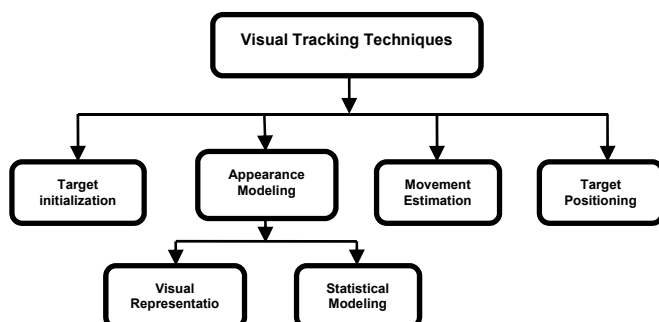 Visual Tracking Techniques
Target
initialization
Appearance
Modeling
Movement
Estimation
Target
Positioning
Visual
Representatio
Statistical
Modeling